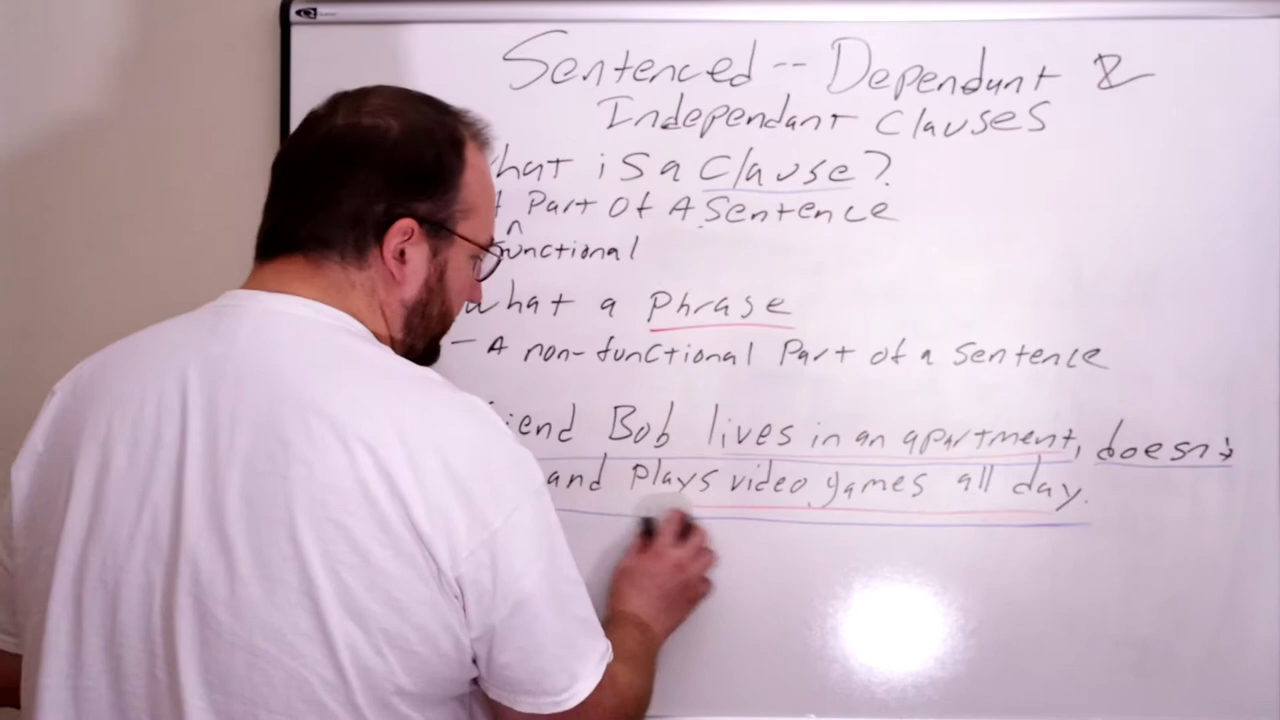 Sentenced -- Dependant &
Independant Clauses
hat is a Clause?
Part Of A Sentence
functional
what a Phrase
- A non-functional Part of a Sentence
iend Bob lives in an apartment, doesn't
and Plays video games all day.